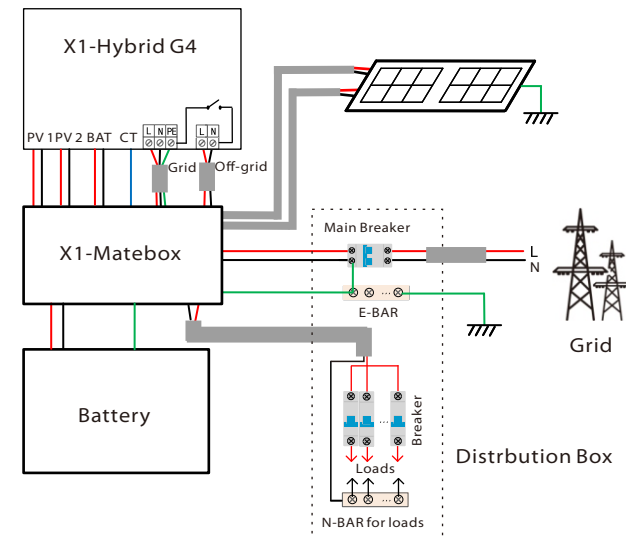 X1-Hybrid G4
PV 1 PV 2 BAT CT
L N PE
L N
Grid
Off-grid
X1-Matebox
Main Breaker
L
N
E-BAR
Grid
Battery
Breaker
Loads
Distrbution Box
N-BAR for loads